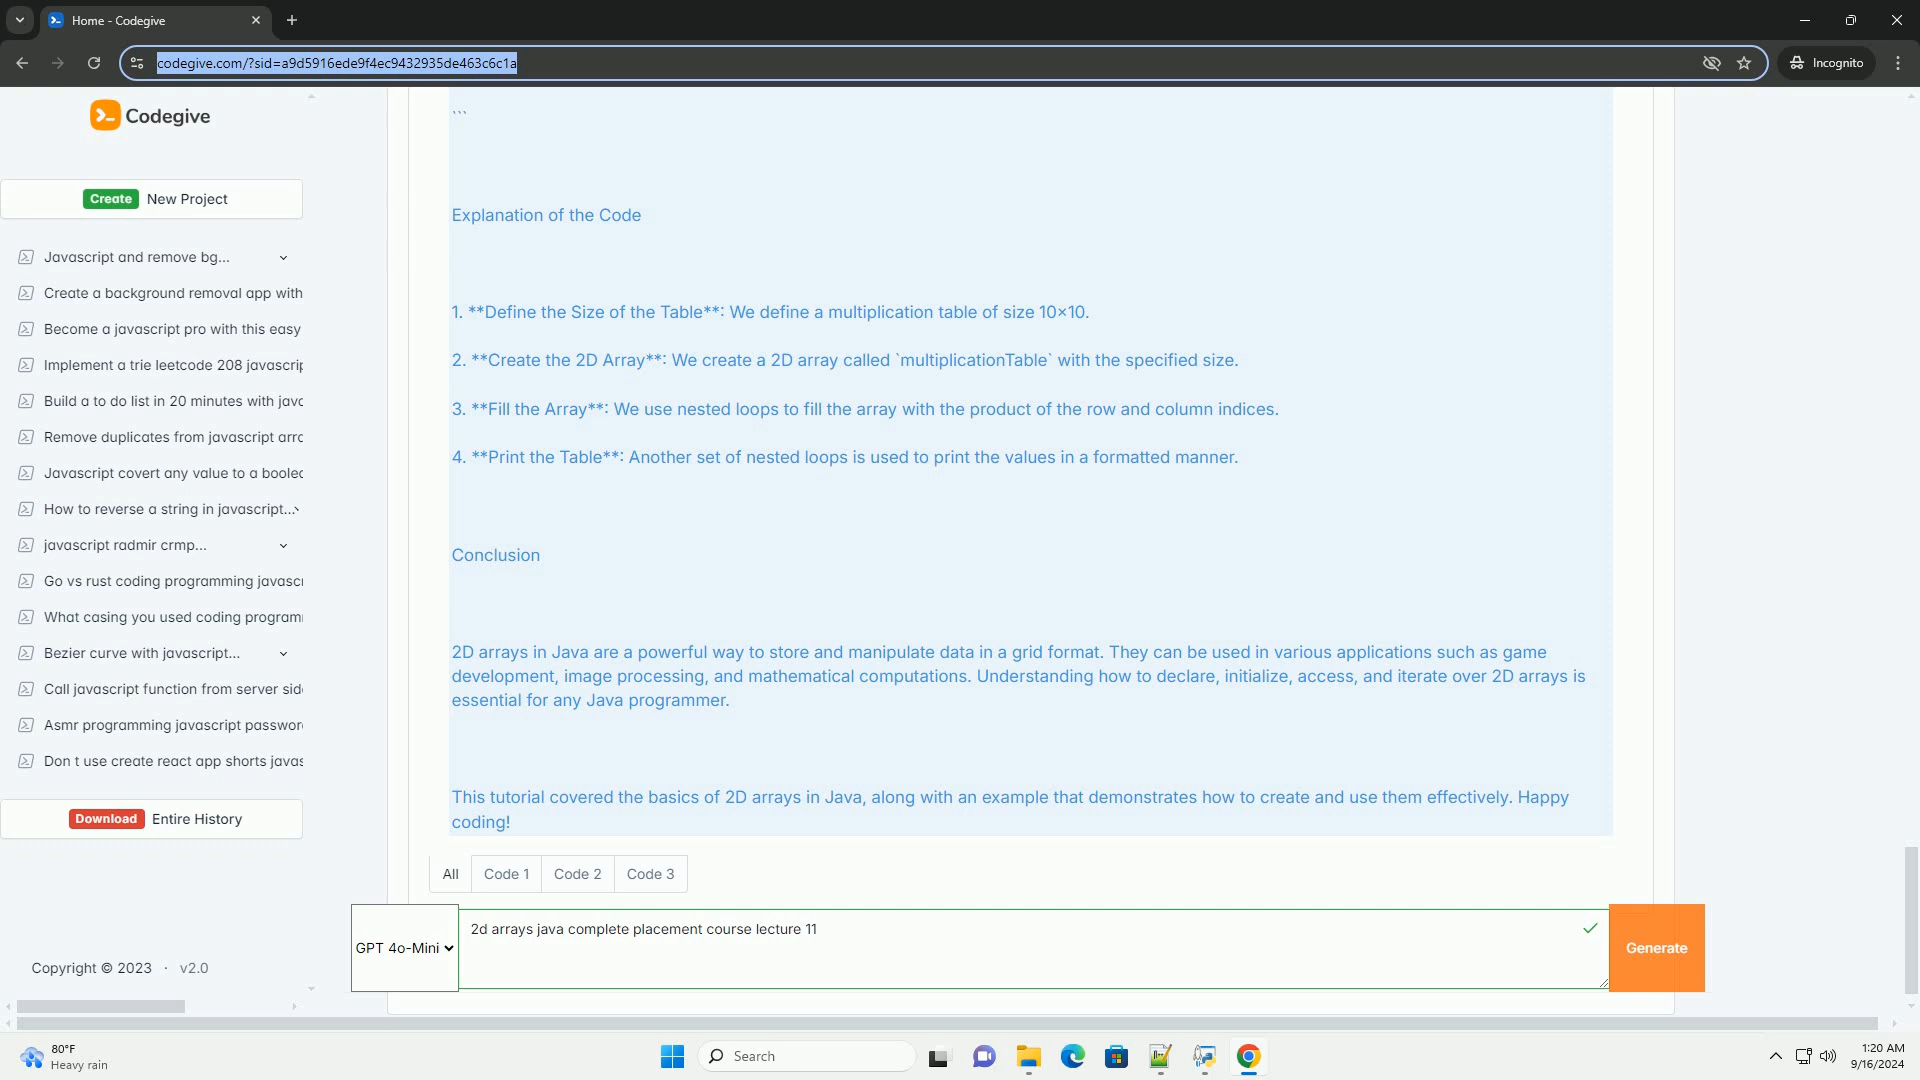 Home - Codegive
codegive.com/?sid=a9d5916ede9f4ec9432935de463c6c1a
Incognito
Codegive
Create New Project
Javascript and remove bg...
Create a background removal app with
Become a javascript pro with this easy
Implement a trie leetcode 208 javascrip
Build a to do list in 20 minutes with java
Remove duplicates from javascript arra
Javascript covert any value to a boolea
How to reverse a string in javascript...
javascript radmir crmp...
Go vs rust coding programming javascr
What casing you used coding program
Bezier curve with javascript...
Call javascript function from server side
Asmr programming javascript password
Don t use create react app shorts javas
Download Entire History
Copyright © 2023 · v2.0
```
Explanation of the Code
1. **Define the Size of the Table**: We define a multiplication table of size 10x10.
2. **Create the 2D Array**: We create a 2D array called `multiplicationTable` with the specified size.
3. **Fill the Array**: We use nested loops to fill the array with the product of the row and column indices.
4. **Print the Table**: Another set of nested loops is used to print the values in a formatted manner.
Conclusion
2D arrays in Java are a powerful way to store and manipulate data in a grid format. They can be used in various applications such as game
development, image processing, and mathematical computations. Understanding how to declare, initialize, access, and iterate over 2D arrays is
essential for any Java programmer.
This tutorial covered the basics of 2D arrays in Java, along with an example that demonstrates how to create and use them effectively. Happy
coding!
All Code 1 Code 2 Code 3
GPT 4o-Mini
2d arrays java complete placement course lecture 11
Generate
80°F
Heavy rain
Search
1:20 AM
9/16/2024